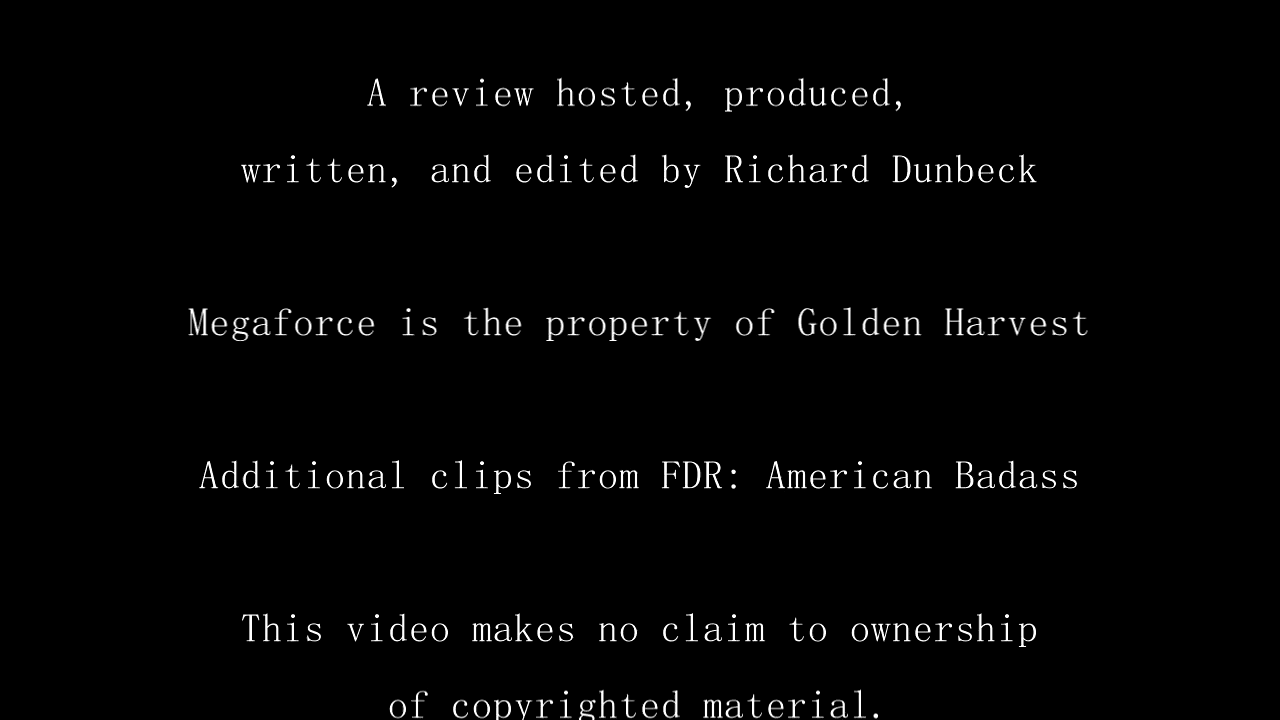 A review hosted, produced,
written, and edited by Richard Dunbeck
Megaforce is the property of Golden Harvest
Additional clips from FDR: American Badass
This video makes no claim to ownership
of copyrighted material.